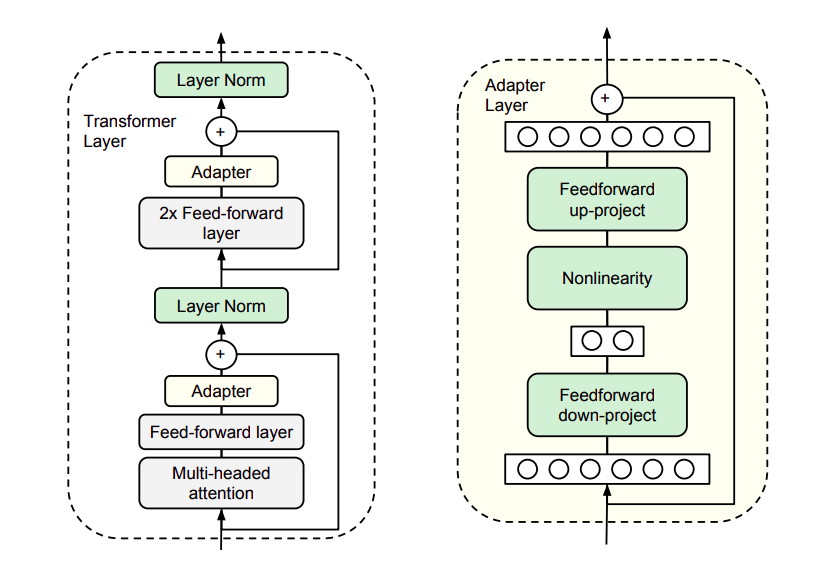 Layer Norm
Transformer
Layer
+
Adapter
2x Feed-forward
layer
Layer Norm
+
Adapter
Feed-forward layer
Multi-headed
attention
Adapter
Layer
+
Feedforward
up-project
Nonlinearity
Feedforward
down-project